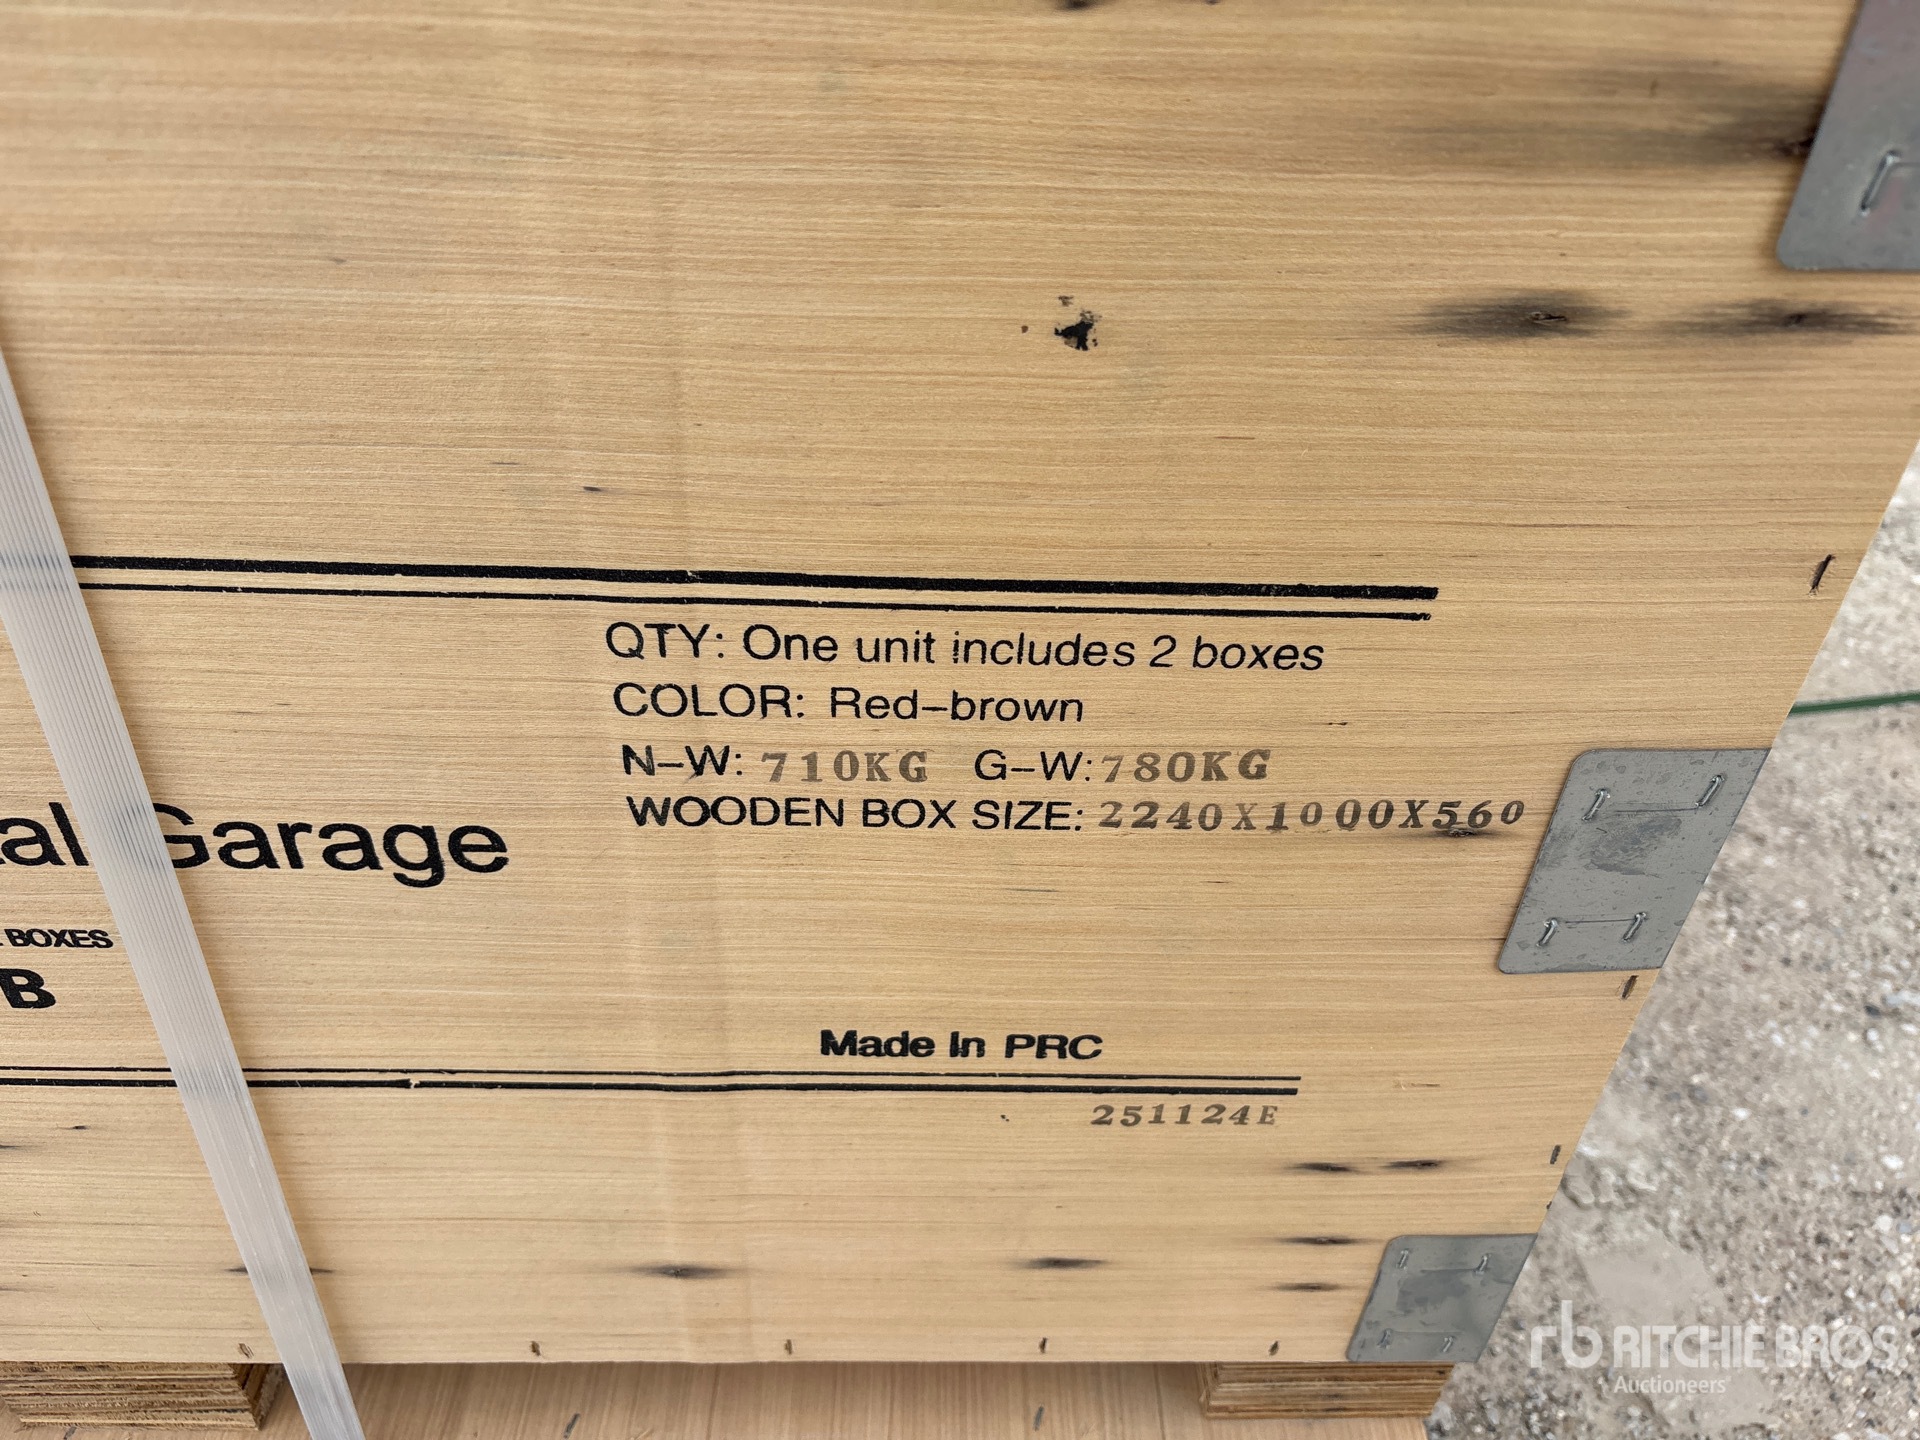 QTY: One unit includes 2 boxes
COLOR: Red-brown
N-W: 710KG G-W: 780KG
WOODEN BOX SIZE: 2240X1000X560
Garage
BOXES
B
Made In PRC
251124E
rb RITCHIE BROS.
Auctioneers